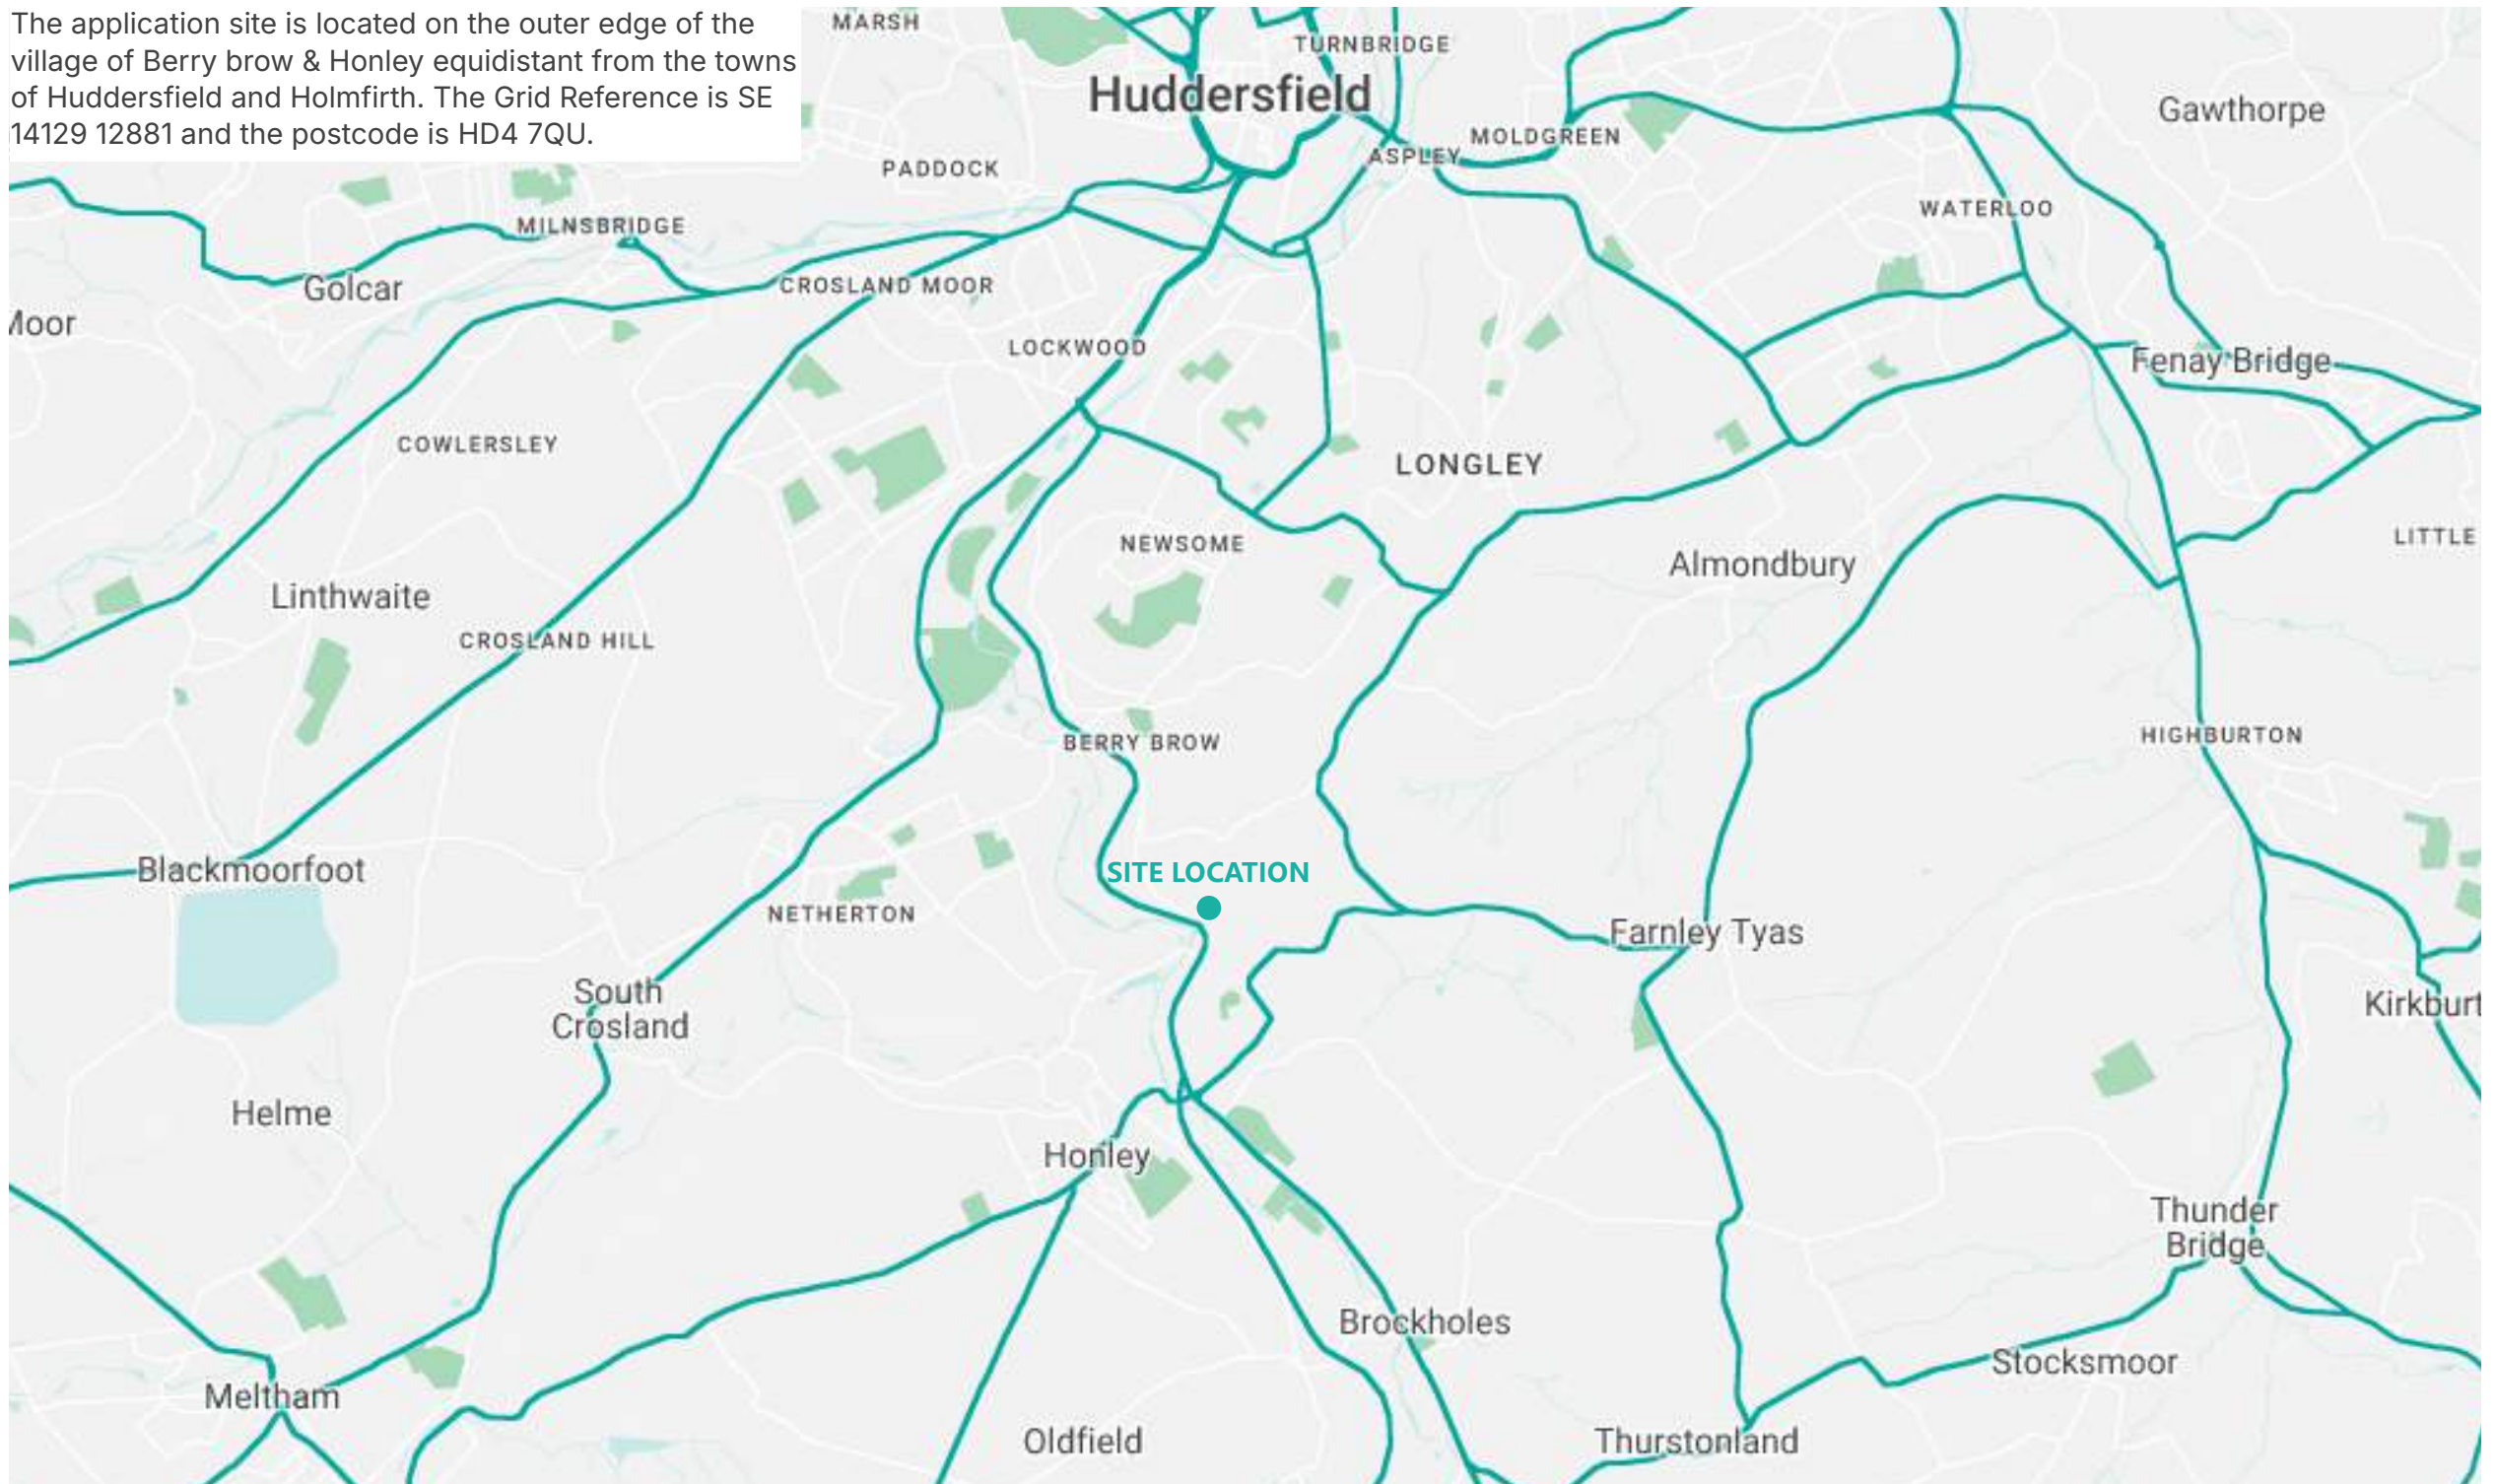 The application site is located on the outer edge of the
village of Berry brow & Honley equidistant from the towns
of Huddersfield and Holmfirth. The Grid Reference is SE
14129 12881 and the postcode is HD4 7QU.
MARSH
TURNBRIDGE
Huddersfield
Gawthorpe
MOLDGREEN
ASPLEY
PADDOCK
WATERLOO
MILNSBRIDGE
CROSLAND MOOR
Golcar
Moor
LOCKWOOD
Fenay Bridge
COWLERSLEY
LONGLEY
LITTLE
NEWSOME
Almondbury
Linthwaite
CROSLAND HILL
HIGHBURTON
BERRY BROW
Blackmoorfoot
SITE LOCATION
NETHERTON
Farnley Tyas
South
Crosland
Kirkburt
Helme
Honley
Thunder
Bridge
Brockholes
Stocksmoor
Meltham
Oldfield
Thurstonland